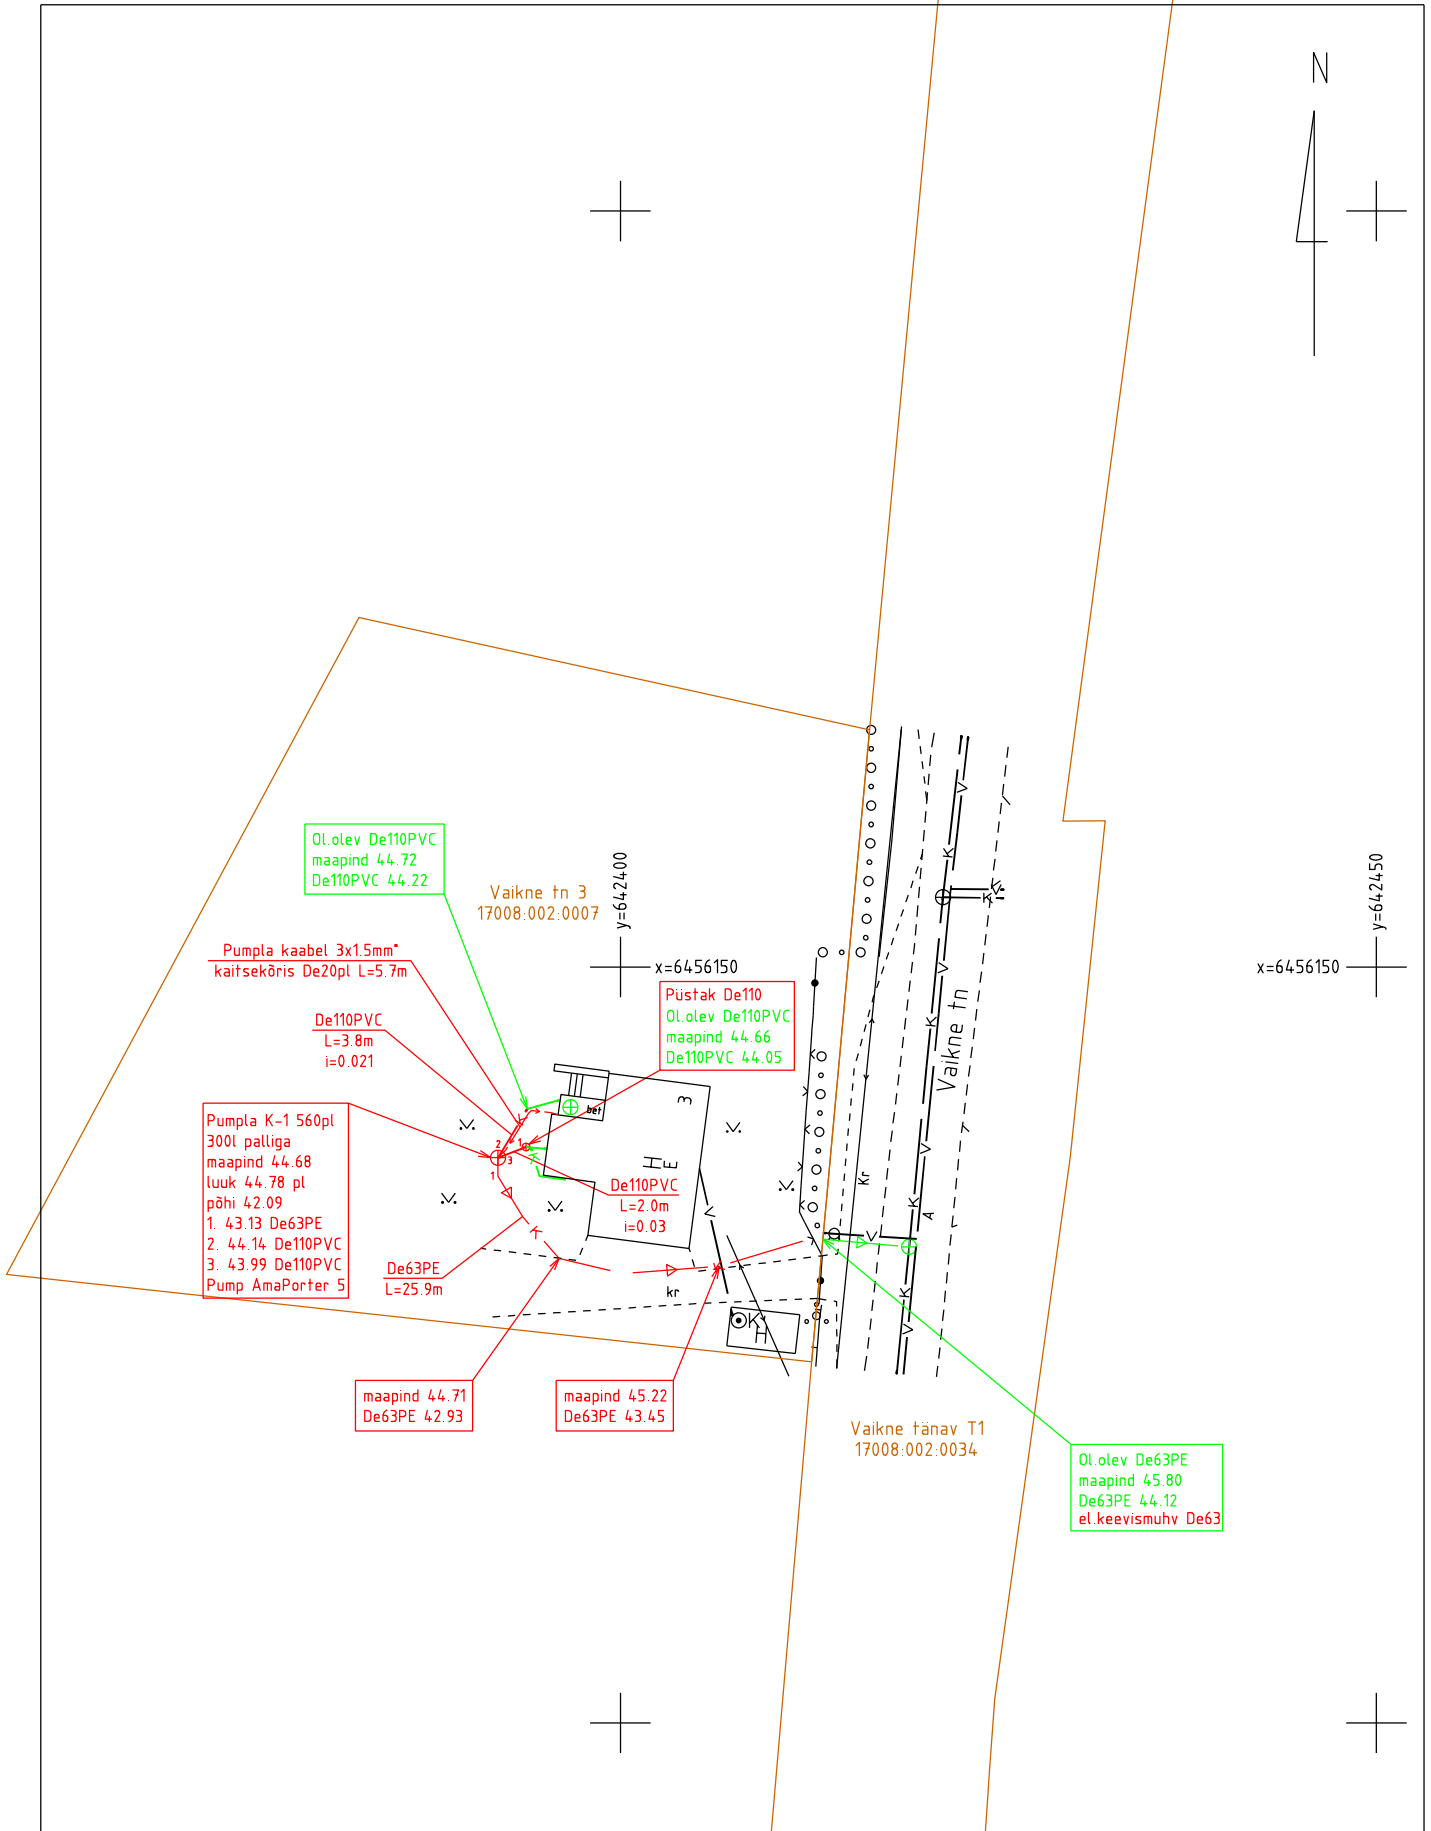 N
Ol.olev De110PVC
maapind 44.72
De110PVC 44.22
Vaikne tn 3
17008:002:0007
y=642400
y=642450
x=6456150
x=6456150
Pumpla kaabel 3x1.5mm²
kaitsekõris De20pl L=5.7m
Püstak De110
Ol.olev De110PVC
maapind 44.66
De110PVC 44.05
De110PVC
L=3.8m
i=0.021
Vaikne tn
Pumpla K-1 560pl
300l palliga
maapind 44.68
luuk 44.78 pl
põhi 42.09
1. 43.13 De63PE
2. 44.14 De110PVC
3. 43.99 De110PVC
Pump AmaPorter 5
bet
3
2
1
3
1
HE
De110PVC
L=2.0m
i=0.03
Kr
A
V
K
V
K
K
V
K
V
K
V
K
V
K
V
K
De63PE
L=25.9m
kr
K
H
maapind 44.71
De63PE 42.93
maapind 45.22
De63PE 43.45
Vaikne tänav T1
17008:002:0034
Ol.olev De63PE
maapind 45.80
De63PE 44.12
el.keevismuhv De63